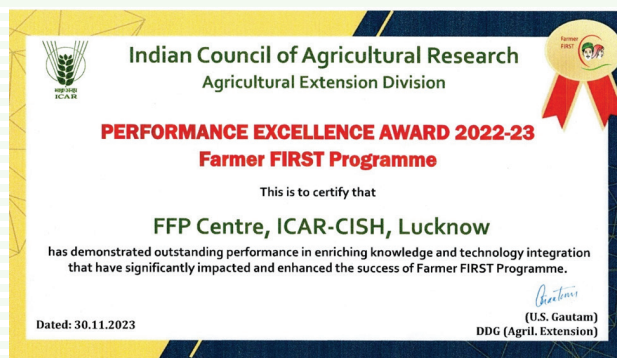 Indian Council of Agricultural Research
Agricultural Extension Division
ICAR
Farmer
FIRST
PERFORMANCE EXCELLENCE AWARD 2022-23
Farmer FIRST Programme
This is to certify that
FFP Centre, ICAR-CISH, Lucknow
has demonstrated outstanding performance in enriching knowledge and technology integration
that have significantly impacted and enhanced the success of Farmer FIRST Programme.
Dated: 30.11.2023
(U.S. Gautam)
DDG (Agril. Extension)